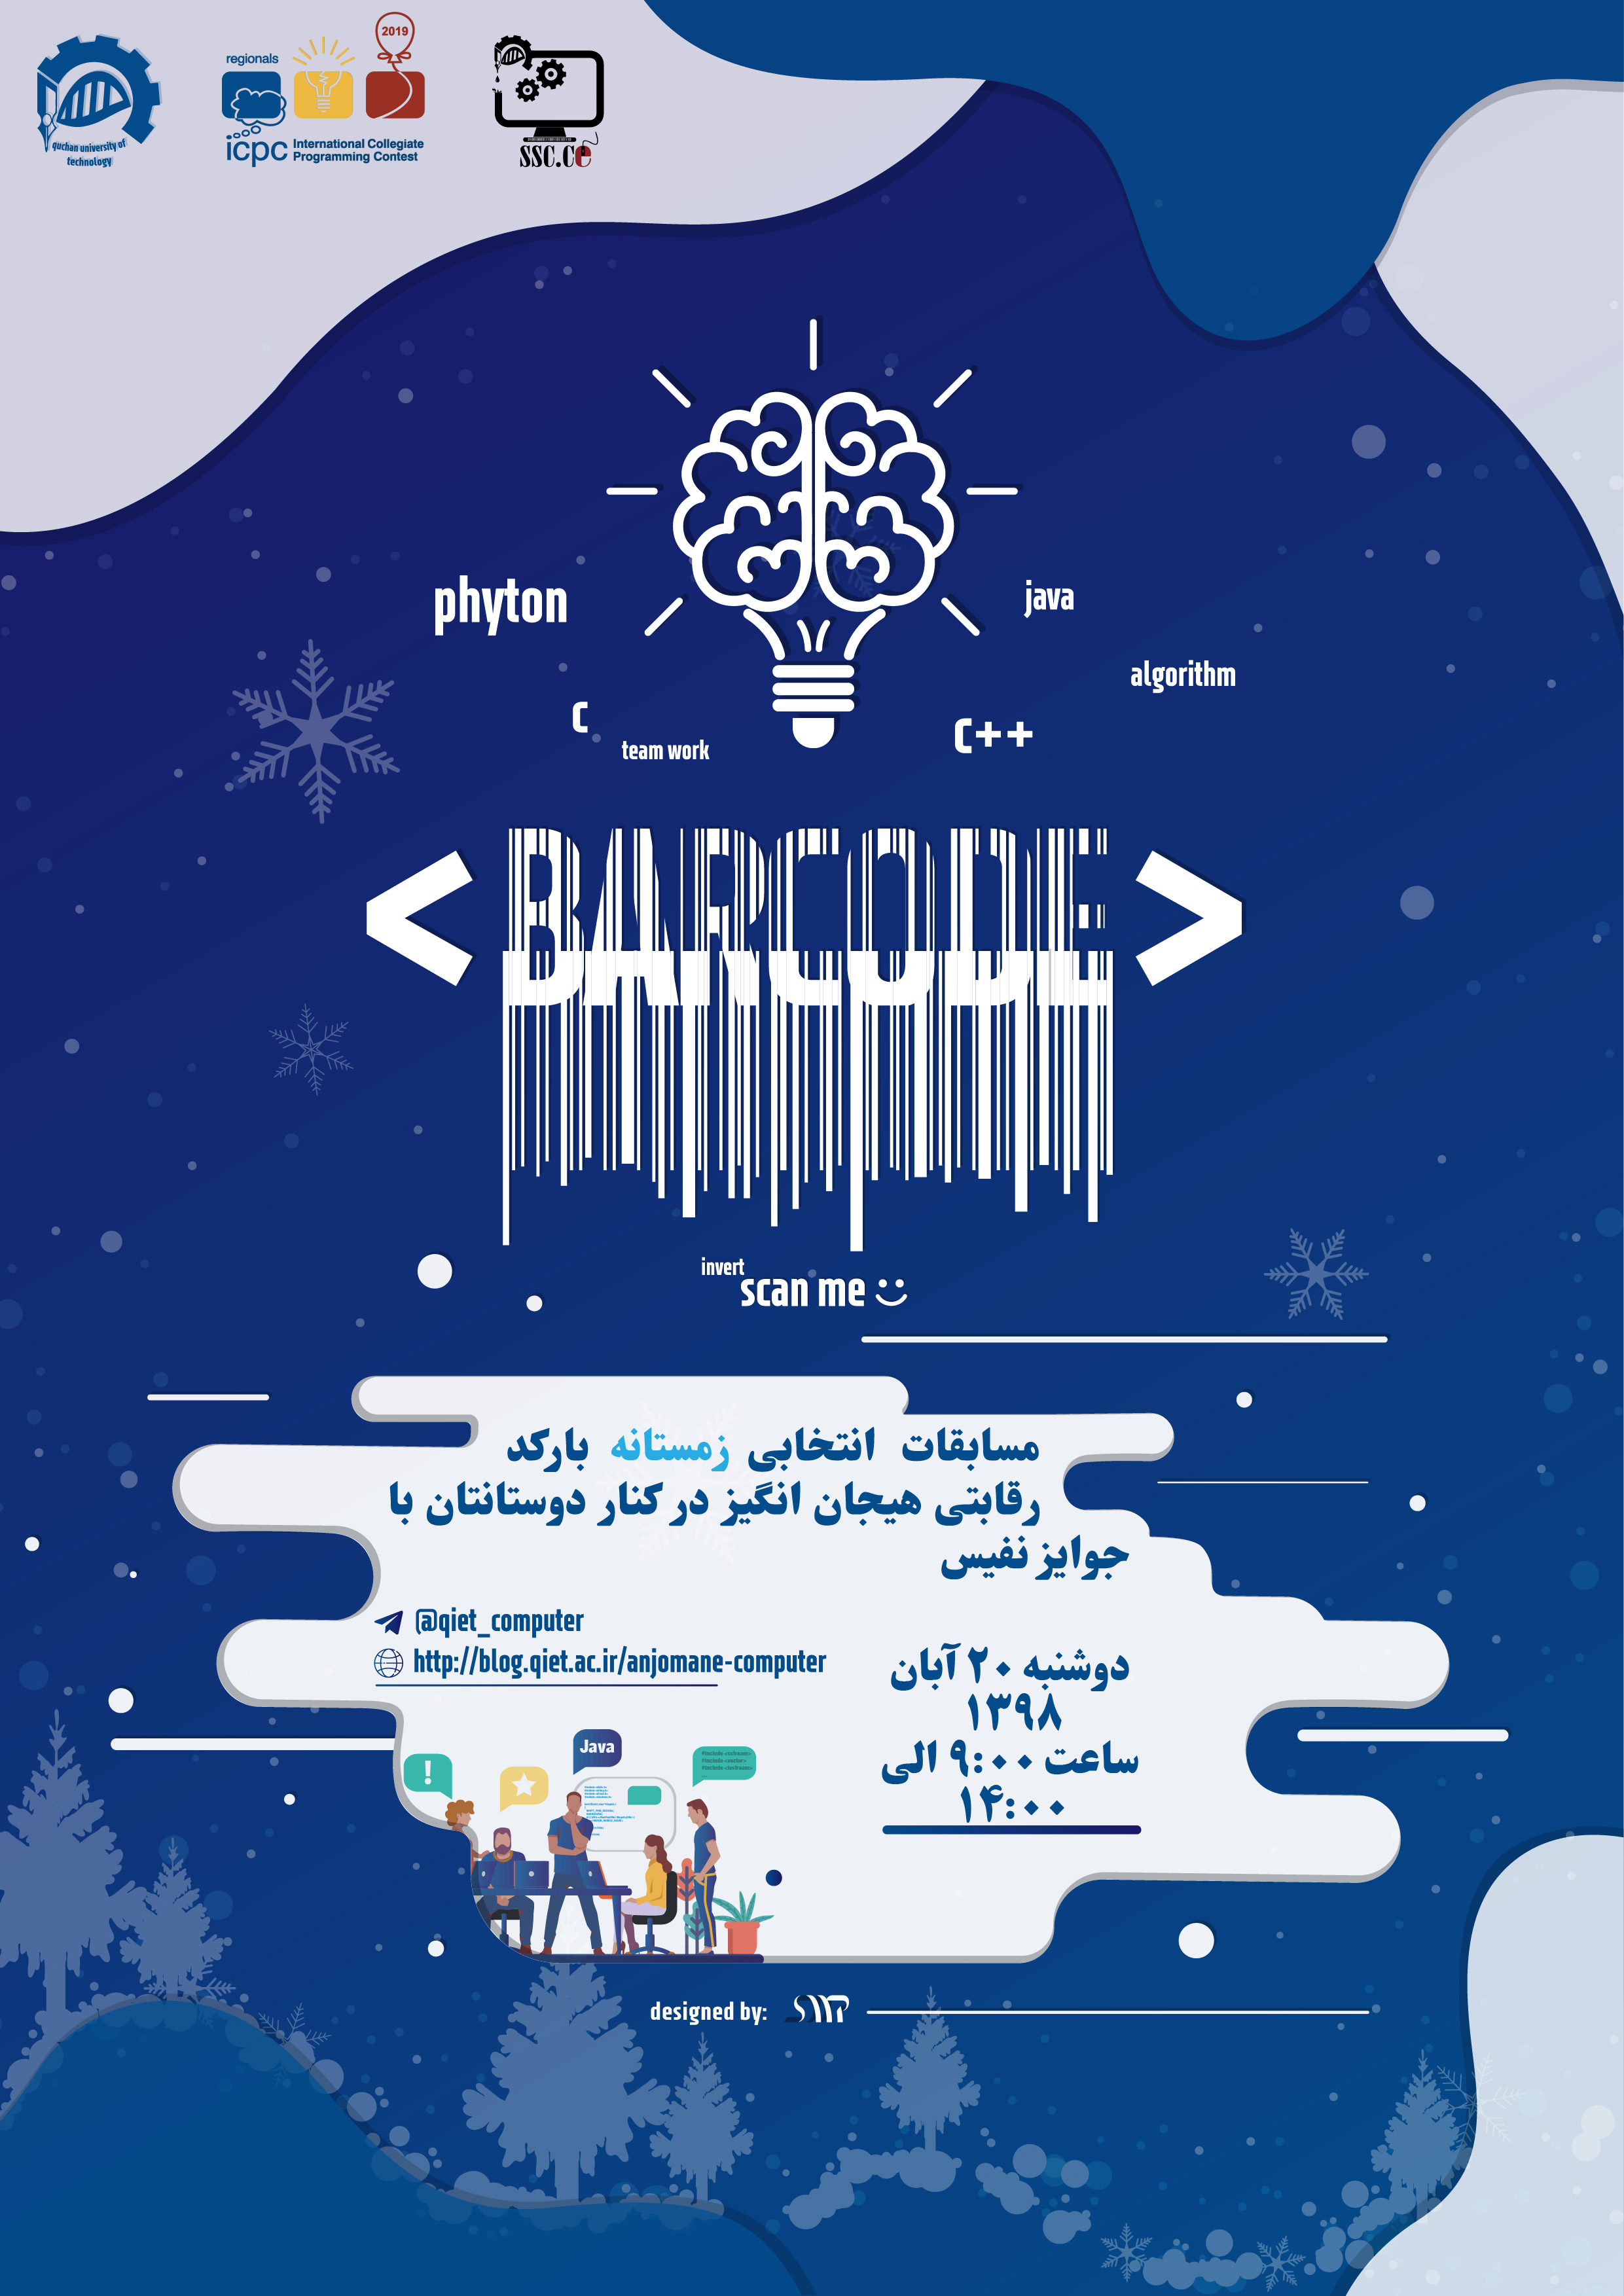 quchan university of
technology
regionals
2019
icpc International Collegiate
Programming Contest
SSC.Ce
phyton
java
algorithm
C
C++
team work
<BARCODE>
invert
scan me
مسابقات انتخابی زمستانه بارکد
رقابتی هیجان انگیز در کنار دوستانتان با
جوایز نفیس
@qiet_computer
http://blog.qiet.ac.ir/anjomane-computer
دوشنبه ۲۰ آبان
۱۳۹۸
ساعت ۹:۰۰ الی
۱۴:۰۰
!
Java
designed by: